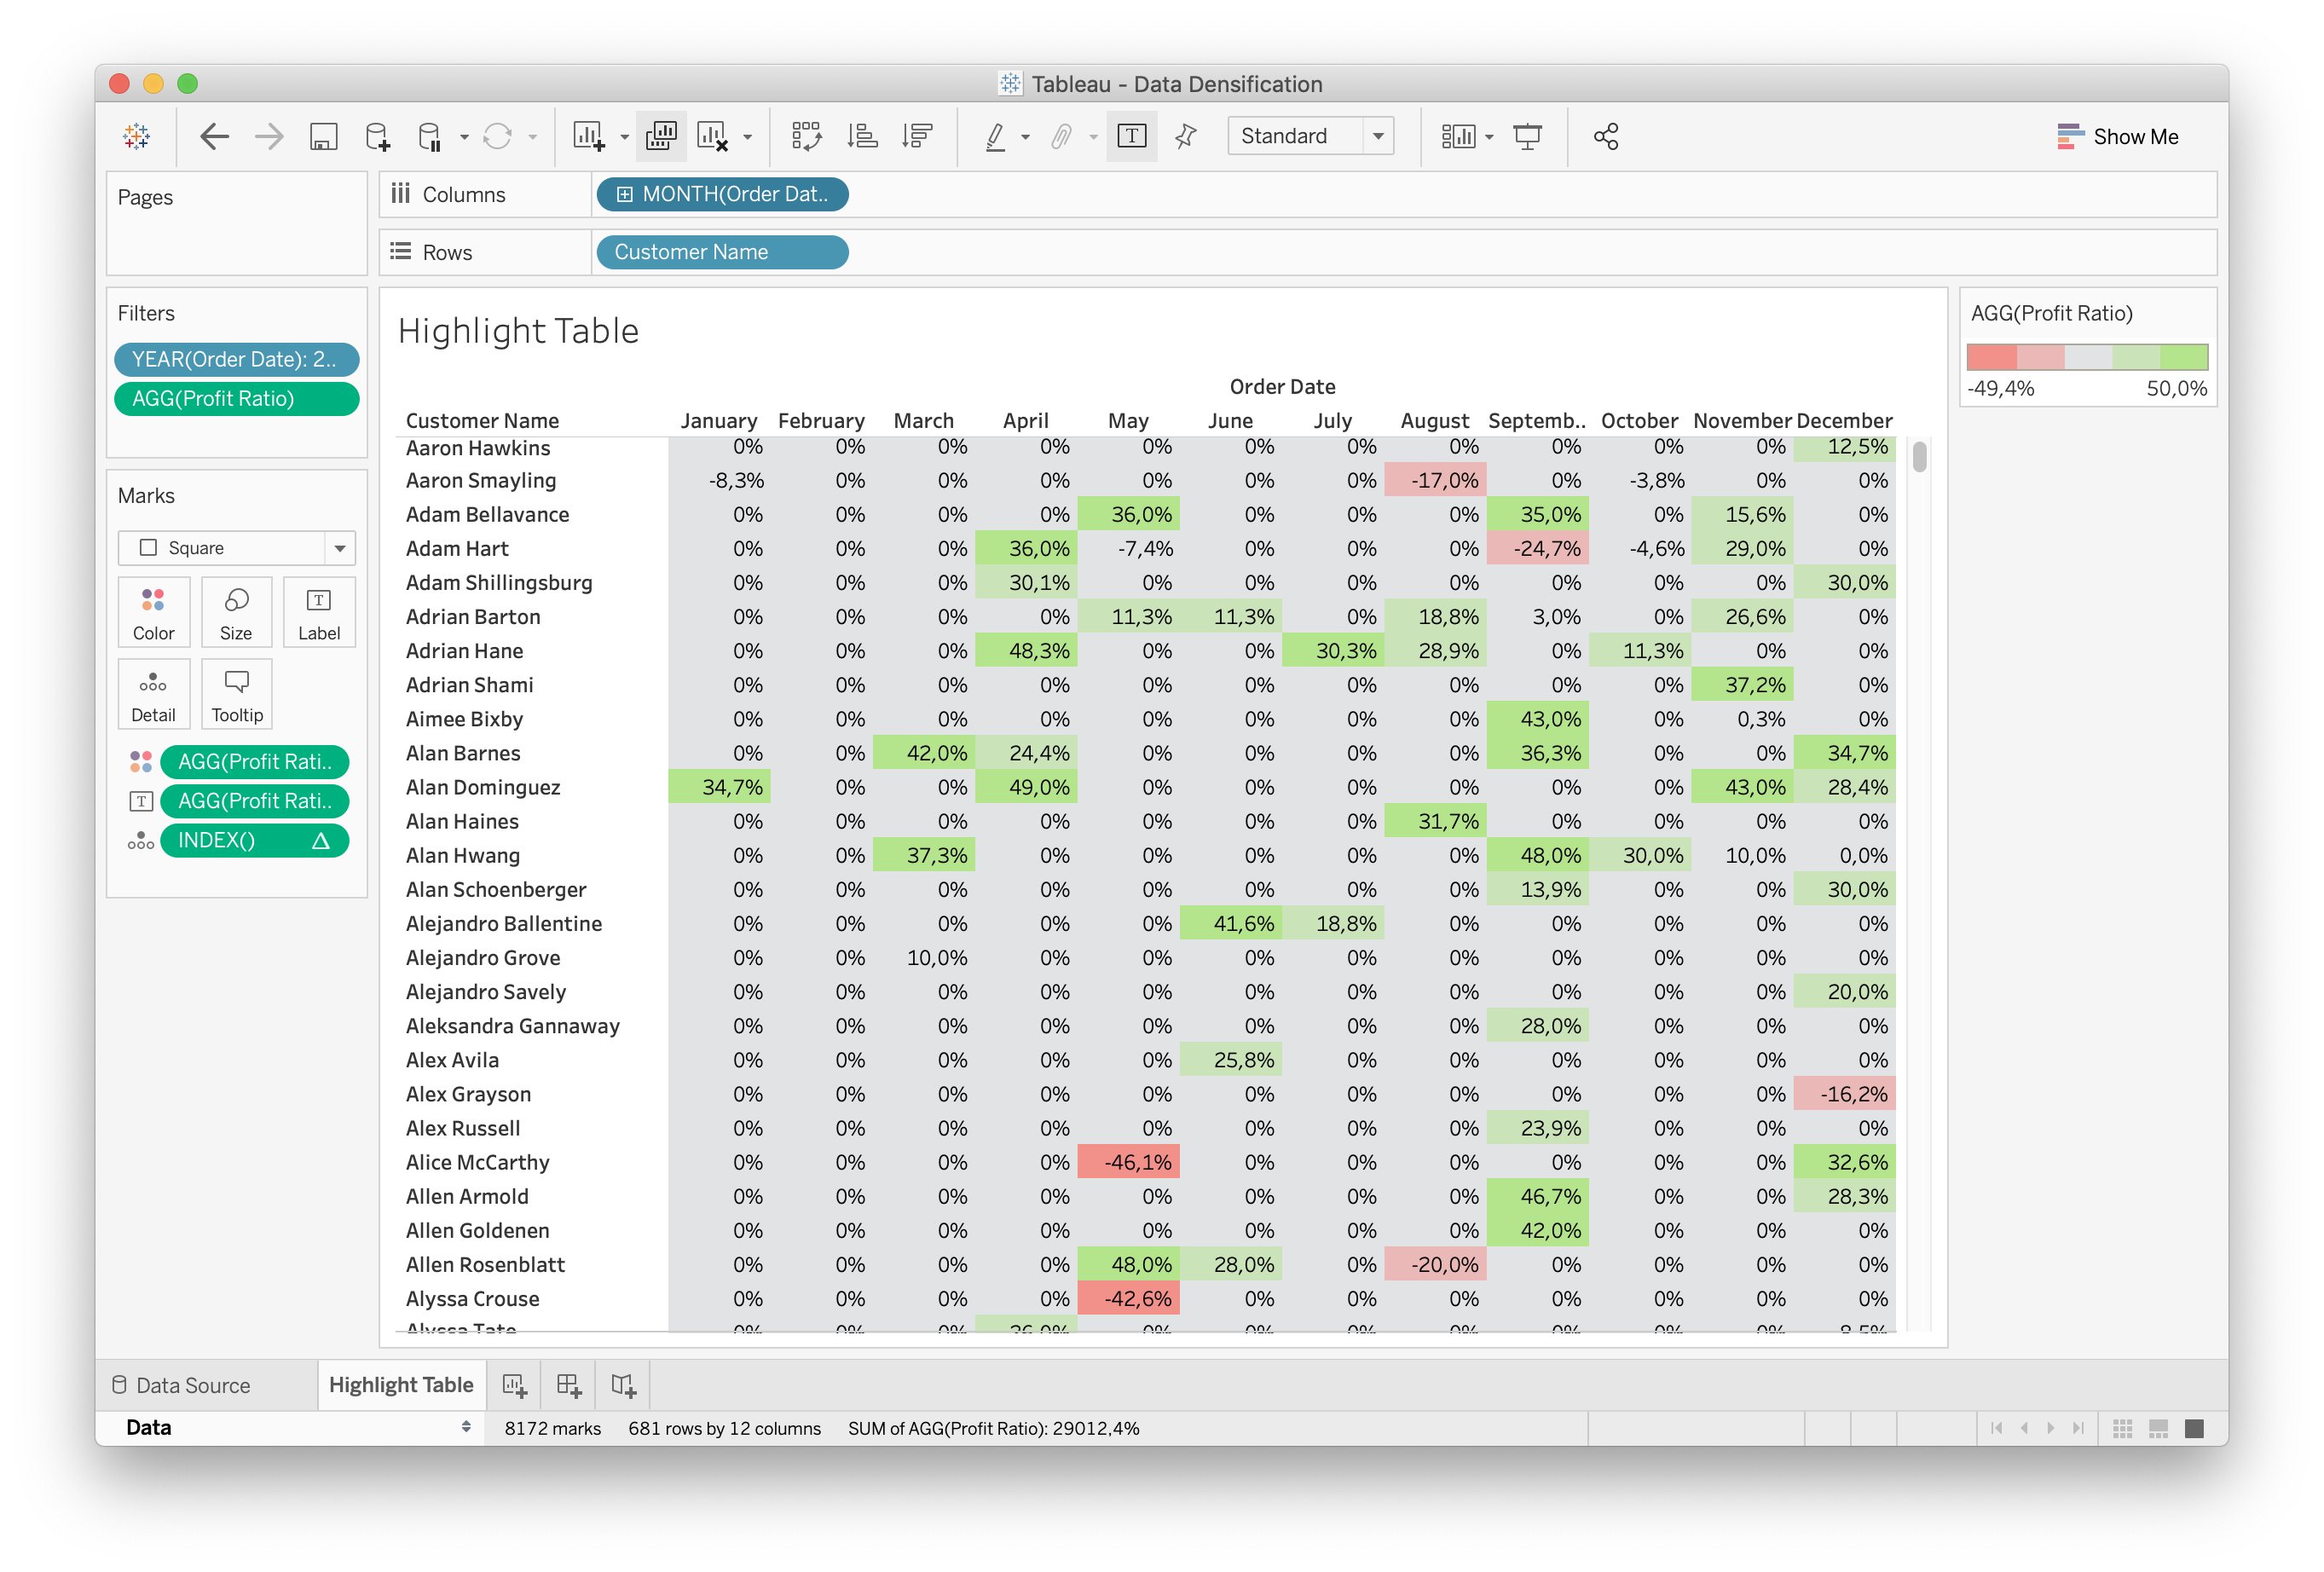 Tableau - Data Densification
Standard
Show Me
Pages
Columns
MONTH(Order Dat..
Rows
Customer Name
Filters
YEAR(Order Date): 2..
AGG(Profit Ratio)
Marks
Square
Color Size Label
Detail Tooltip
AGG(Profit Rati..
AGG(Profit Rati..
INDEX()
Highlight Table
Order Date
Customer Name January February March April May June July August Septemb.. October November December
Aaron Hawkins 0% 0% 0% 0% 0% 0% 0% 0% 0% 0% 0% 12,5%
Aaron Smayling -8,3% 0% 0% 0% 0% 0% 0% -17,0% 0% -3,8% 0% 0%
Adam Bellavance 0% 0% 0% 0% 36,0% 0% 0% 0% 35,0% 0% 15,6% 0%
Adam Hart 0% 0% 0% 36,0% -7,4% 0% 0% 0% -24,7% -4,6% 29,0% 0%
Adam Shillingsburg 0% 0% 0% 30,1% 0% 0% 0% 0% 0% 0% 0% 30,0%
Adrian Barton 0% 0% 0% 0% 11,3% 11,3% 0% 18,8% 3,0% 0% 26,6% 0%
Adrian Hane 0% 0% 0% 48,3% 0% 0% 30,3% 28,9% 0% 11,3% 0% 0%
Adrian Shami 0% 0% 0% 0% 0% 0% 0% 0% 0% 0% 37,2% 0%
Aimee Bixby 0% 0% 0% 0% 0% 0% 0% 0% 43,0% 0% 0,3% 0%
Alan Barnes 0% 0% 42,0% 24,4% 0% 0% 0% 0% 36,3% 0% 0% 34,7%
Alan Dominguez 34,7% 0% 0% 49,0% 0% 0% 0% 0% 0% 0% 43,0% 28,4%
Alan Haines 0% 0% 0% 0% 0% 0% 0% 31,7% 0% 0% 0% 0%
Alan Hwang 0% 0% 37,3% 0% 0% 0% 0% 0% 48,0% 30,0% 10,0% 0,0%
Alan Schoenberger 0% 0% 0% 0% 0% 0% 0% 0% 13,9% 0% 0% 30,0%
Alejandro Ballentine 0% 0% 0% 0% 0% 41,6% 18,8% 0% 0% 0% 0% 0%
Alejandro Grove 0% 0% 10,0% 0% 0% 0% 0% 0% 0% 0% 0% 0%
Alejandro Savely 0% 0% 0% 0% 0% 0% 0% 0% 0% 0% 0% 20,0%
Aleksandra Gannaway 0% 0% 0% 0% 0% 0% 0% 0% 28,0% 0% 0% 0%
Alex Avila 0% 0% 0% 0% 0% 25,8% 0% 0% 0% 0% 0% 0%
Alex Grayson 0% 0% 0% 0% 0% 0% 0% 0% 0% 0% 0% -16,2%
Alex Russell 0% 0% 0% 0% 0% 0% 0% 0% 23,9% 0% 0% 0%
Alice McCarthy 0% 0% 0% 0% -46,1% 0% 0% 0% 0% 0% 0% 32,6%
Allen Armold 0% 0% 0% 0% 0% 0% 0% 0% 46,7% 0% 0% 28,3%
Allen Goldenen 0% 0% 0% 0% 0% 0% 0% 0% 42,0% 0% 0% 0%
Allen Rosenblatt 0% 0% 0% 0% 48,0% 28,0% 0% -20,0% 0% 0% 0% 0%
Alyssa Crouse 0% 0% 0% 0% -42,6% 0% 0% 0% 0% 0% 0% 0%
Alyssa Tate 0% 0% 0% 0% 0% 0% 0% 0% 0% 0%
AGG(Profit Ratio)
-49,4% 50,0%
Data Source Highlight Table
Data 8172 marks 681 rows by 12 columns SUM of AGG(Profit Ratio): 29012,4%